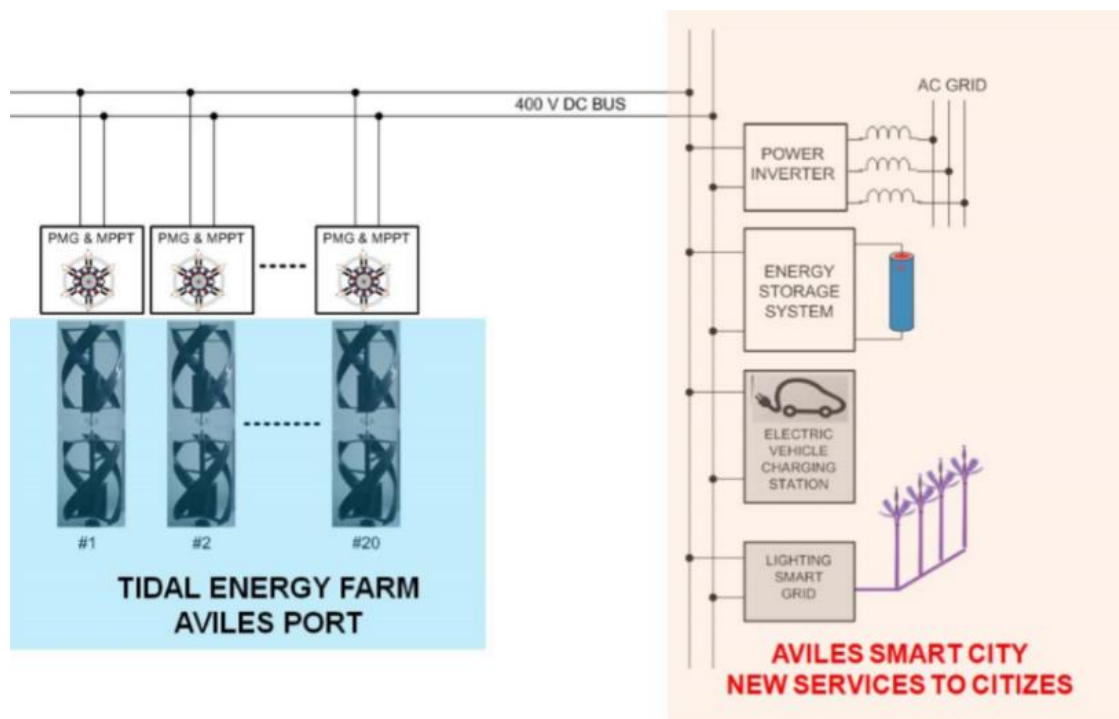 400 V DC BUS
PMG & MPPT
PMG & MPPT
PMG & MPPT
#1
#2
#20
TIDAL ENERGY FARM
AVILES PORT
AC GRID
POWER
INVERTER
ENERGY
STORAGE
SYSTEM
ELECTRIC
VEHICLE
CHARGING
STATION
LIGHTING
SMART
GRID
AVILES SMART CITY
NEW SERVICES TO CITIZES